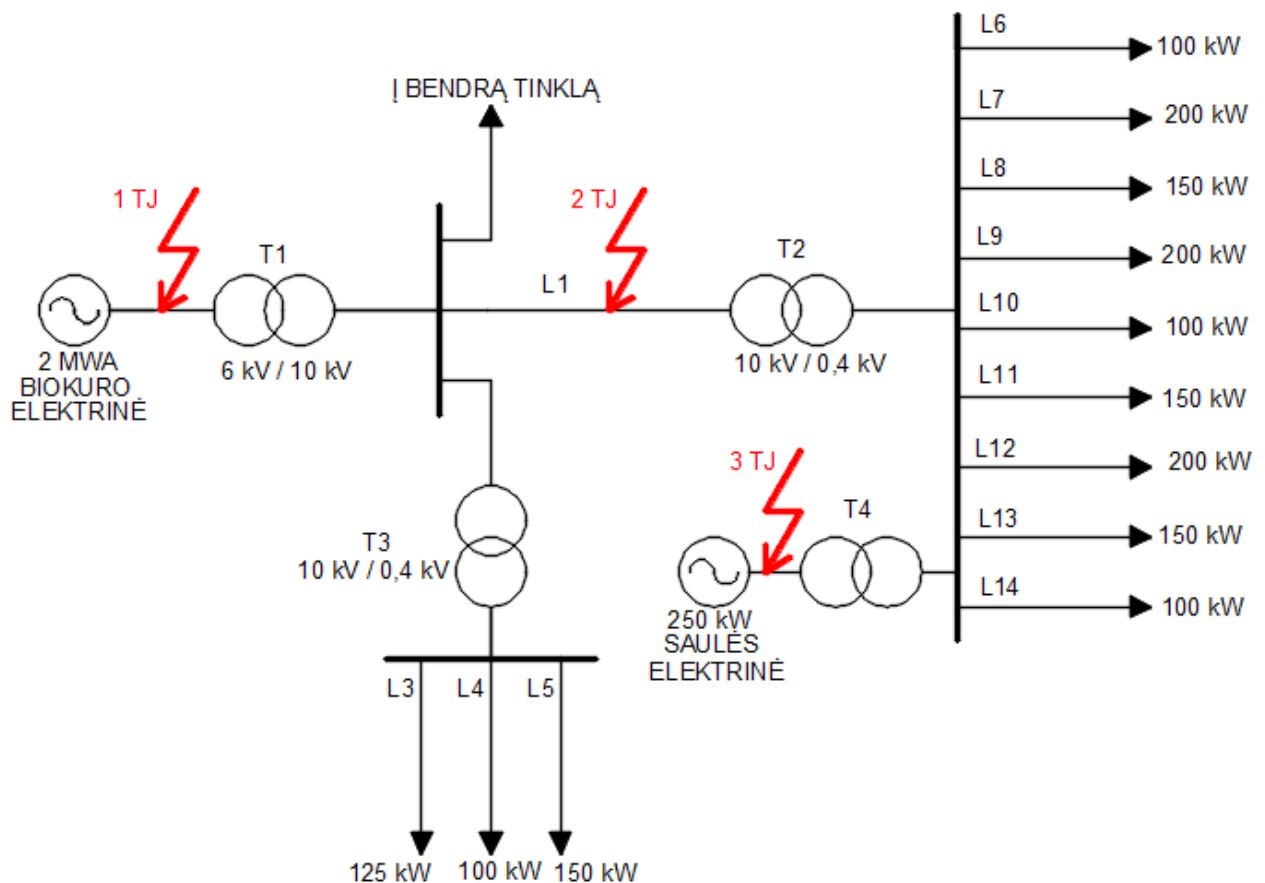 Į BENDRĄ TINKLĄ
1 TJ
2 TJ
T1
L1
T2
2 MWA
BIOKURO
ELEKTRINĖ
6 kV / 10 kV
10 kV / 0,4 kV
L6
100 kW
L7
200 kW
L8
150 kW
L9
200 kW
L10
100 kW
L11
150 kW
L12
200 kW
L13
150 kW
L14
100 kW
3 TJ
T4
250 kW
SAULĖS
ELEKTRINĖ
T3
10 kV / 0,4 kV
L3
L4
L5
125 kW
100 kW
150 kW